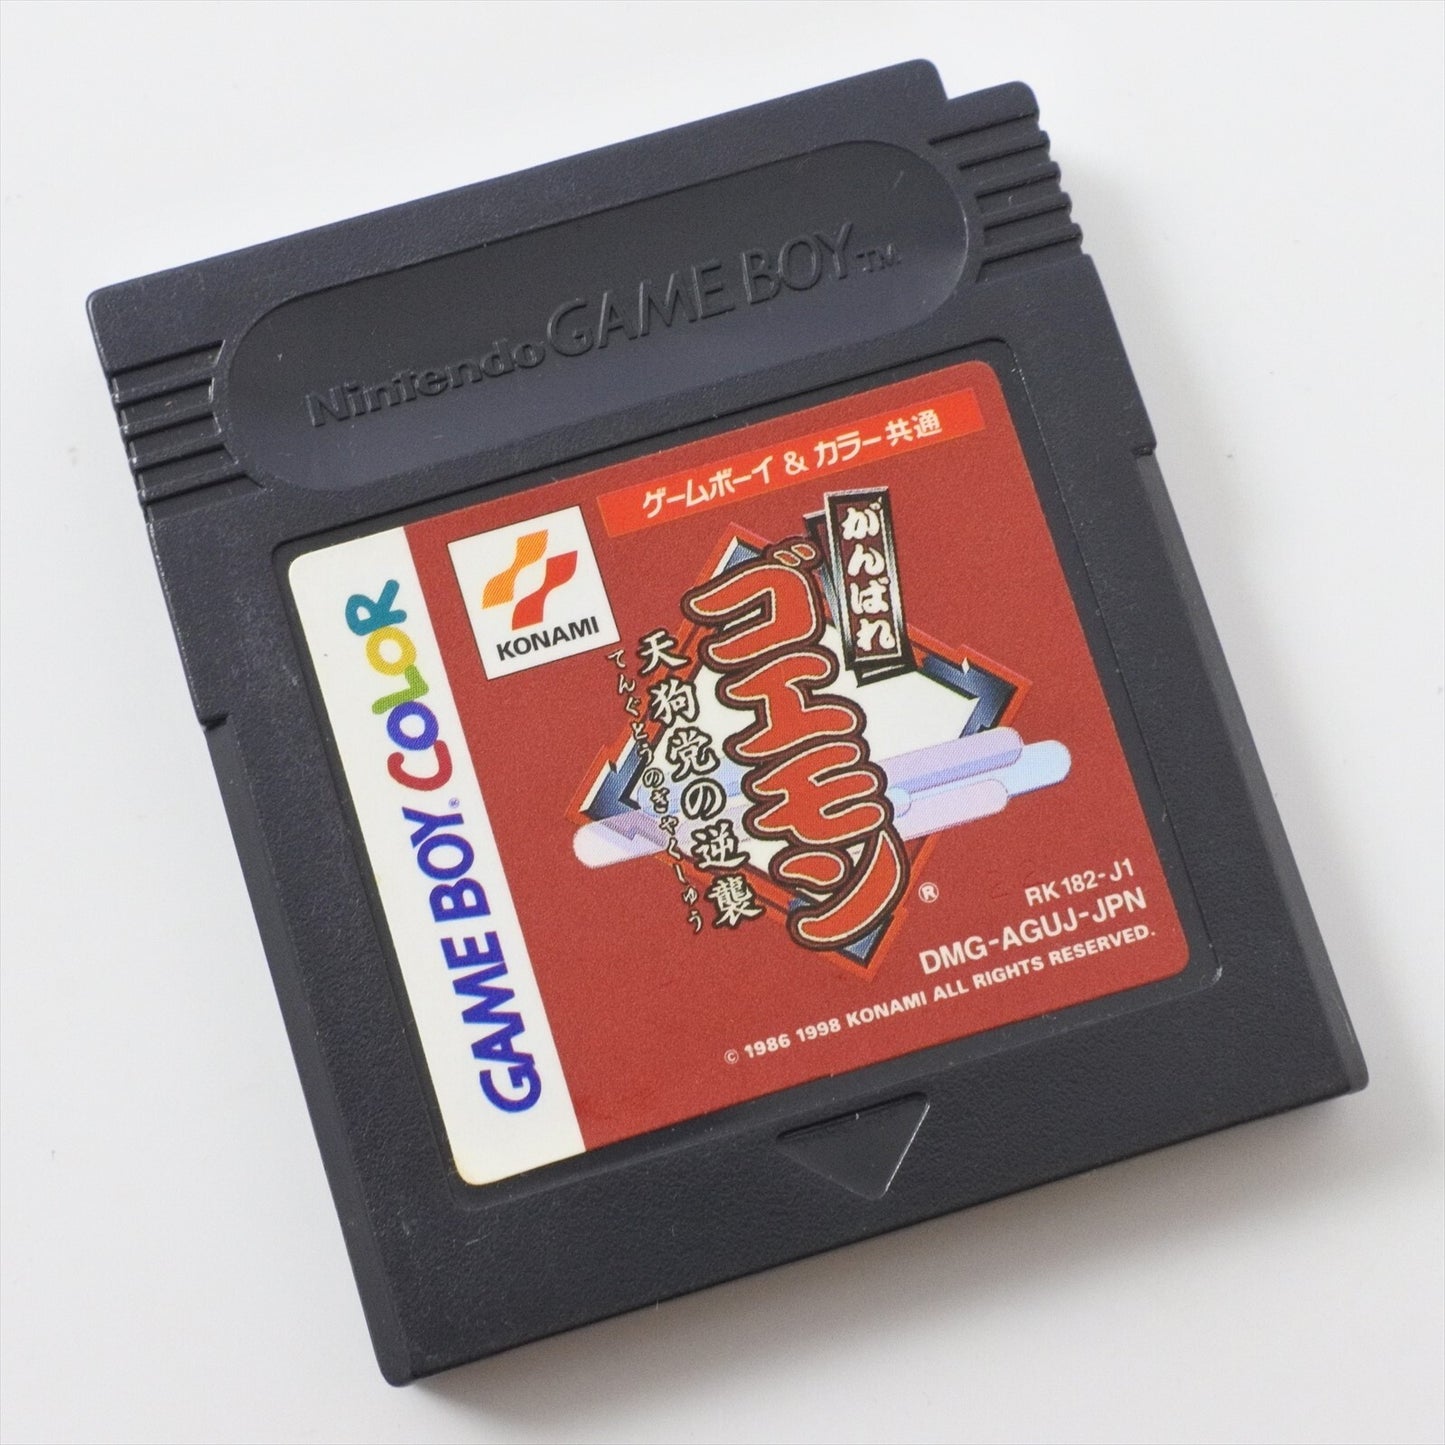 Nintendo GAME BOY™
ゲームボーイ & カラー共通
GAME BOY® COLOR
KONAMI
がんばれ
ゴエモン®
天狗党の逆襲
てんぐとうのぎゃくしゅう
RK182-J1
DMG-AGUJ-JPN
© 1986 1998 KONAMI ALL RIGHTS RESERVED.